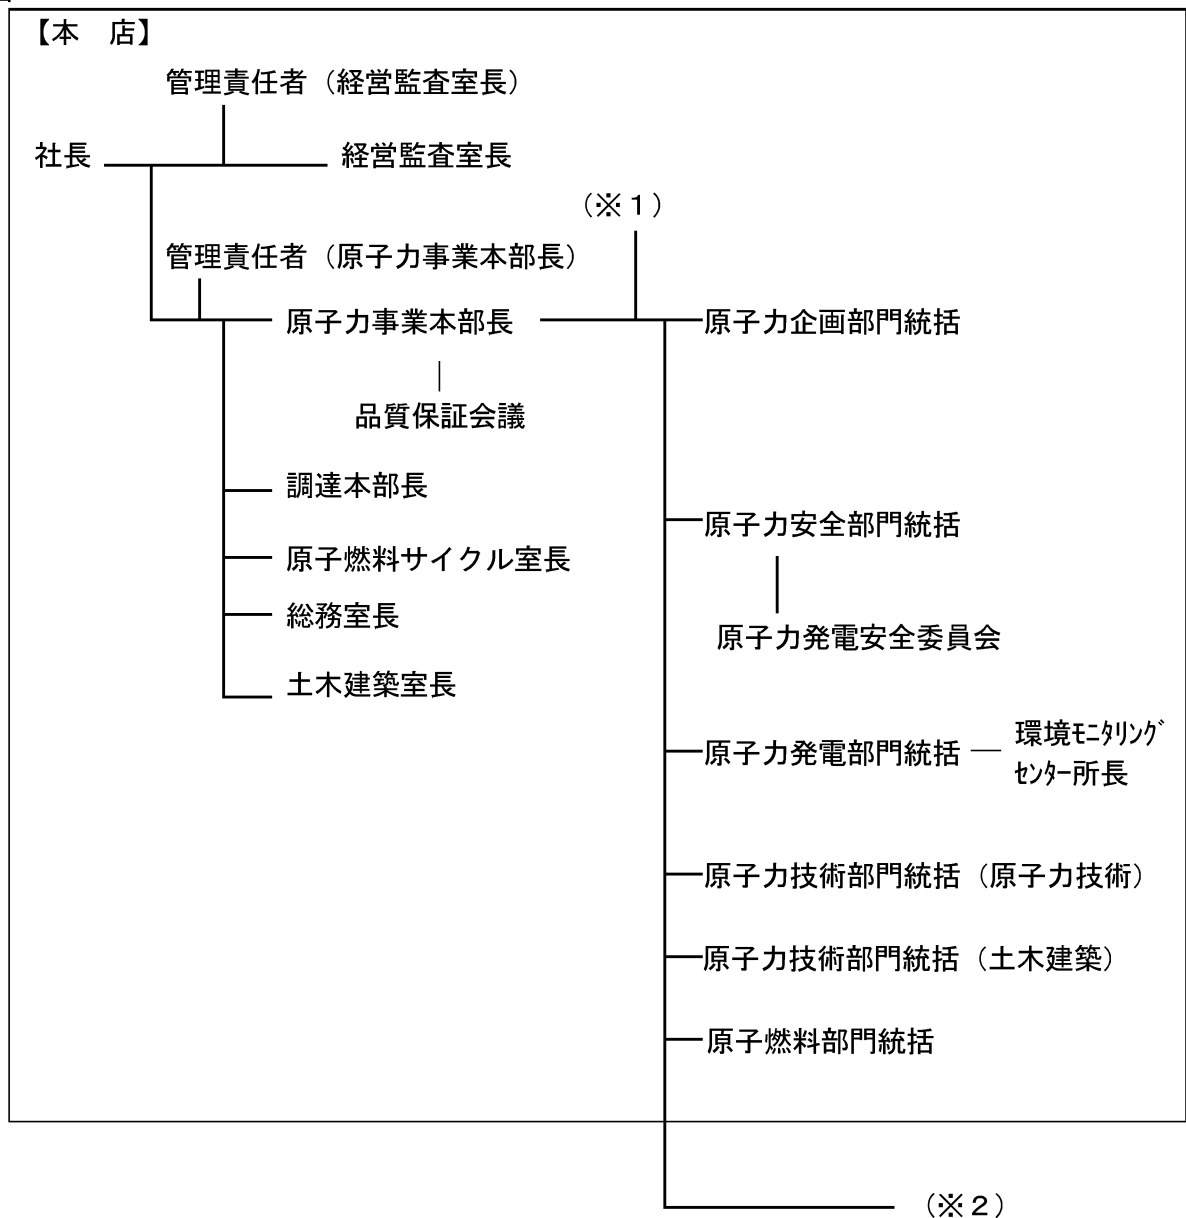 【本　店】
管理責任者（経営監査室長）
社長
経営監査室長
（※１）
管理責任者（原子力事業本部長）
原子力事業本部長
原子力企画部門統括
品質保証会議
調達本部長
原子力安全部門統括
原子燃料サイクル室長
総務室長
原子力発電安全委員会
土木建築室長
原子力発電部門統括
環境ﾓﾆﾀﾘﾝｸﾞ
ｾﾝﾀｰ所長
原子力技術部門統括（原子力技術）
原子力技術部門統括（土木建築）
原子燃料部門統括
（※２）